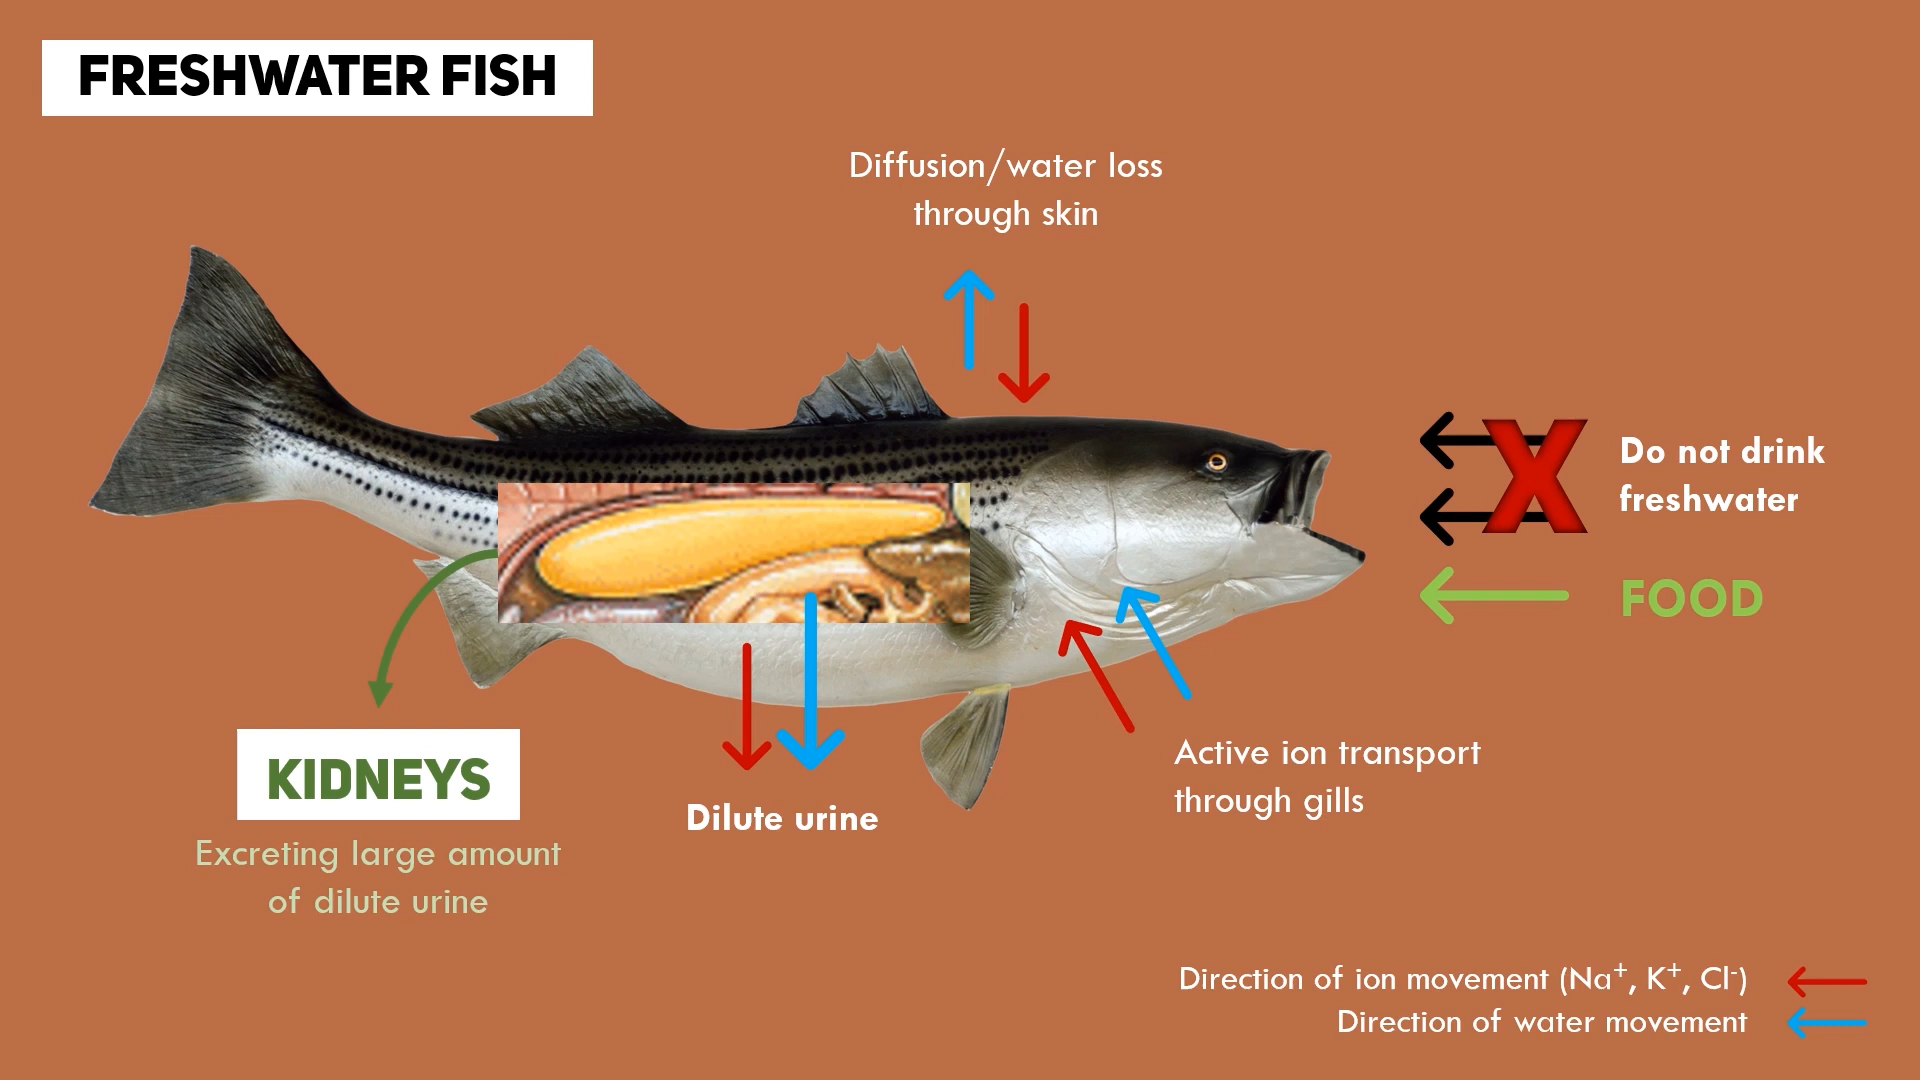 FRESHWATER FISH
Diffusion/water loss
through skin
Do not drink
freshwater
FOOD
Active ion transport
through gills
KIDNEYS
Excreting large amount
of dilute urine
Dilute urine
Direction of ion movement (Na⁺, K⁺, Cl⁻)
Direction of water movement